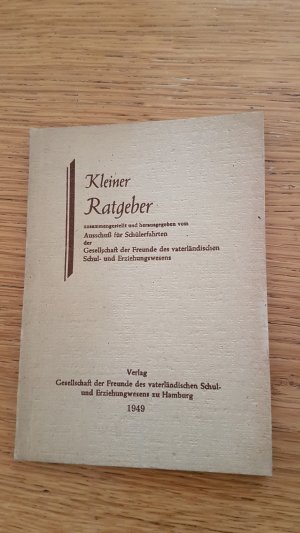 Kleiner
Ratgeber
zusammengestellt und herausgegeben vom
Ausschuß für Schülerfahrten
der
Gesellschaft der Freunde des vaterländischen
Schul- und Erziehungswesens
Verlag
Gesellschaft der Freunde des vaterländischen Schul-
und Erziehungwesens zu Hamburg
1949